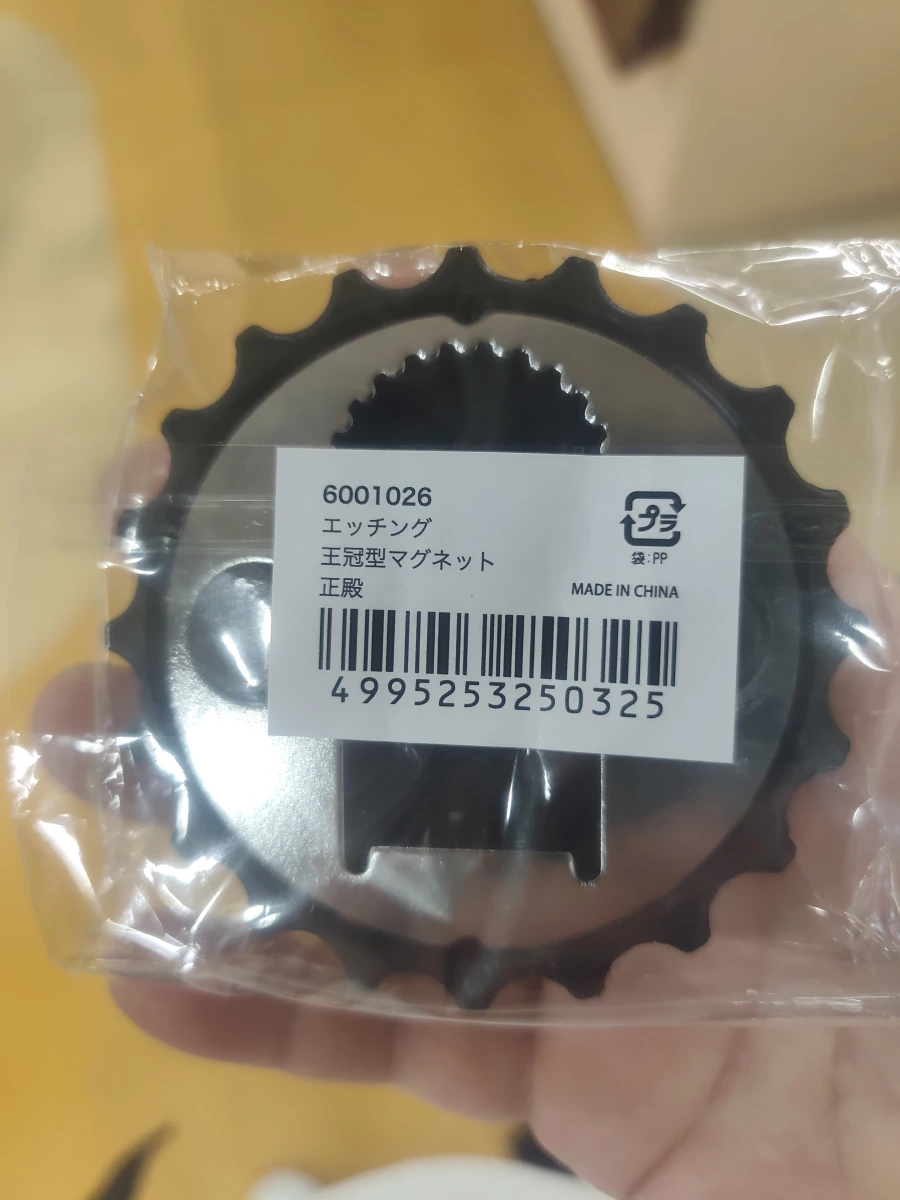 6001026
エッチング
王冠型マグネット
正殿
プラ
袋:PP
MADE IN CHINA
4995253250325